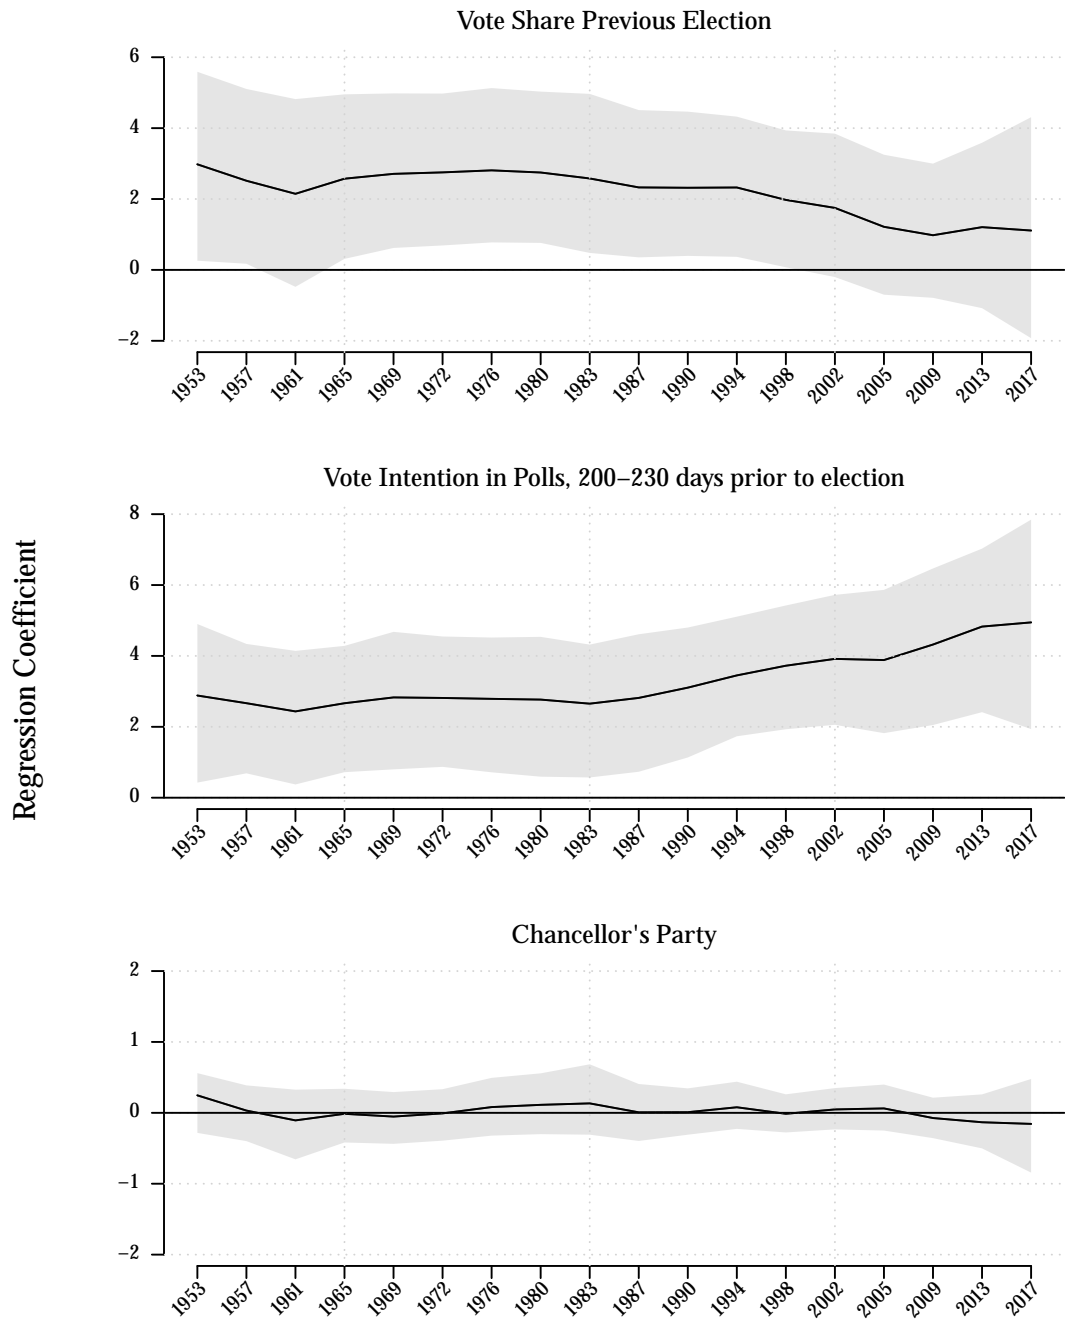 Vote Share Previous Election
6
4
2
0
−2
1953 1957 1961 1965 1969 1972 1976 1980 1983 1987 1990 1994 1998 2002 2005 2009 2013 2017
Regression Coefficient
Vote Intention in Polls, 200−230 days prior to election
8
6
4
2
0
1953 1957 1961 1965 1969 1972 1976 1980 1983 1987 1990 1994 1998 2002 2005 2009 2013 2017
Chancellor's Party
2
1
0
−1
−2
1953 1957 1961 1965 1969 1972 1976 1980 1983 1987 1990 1994 1998 2002 2005 2009 2013 2017